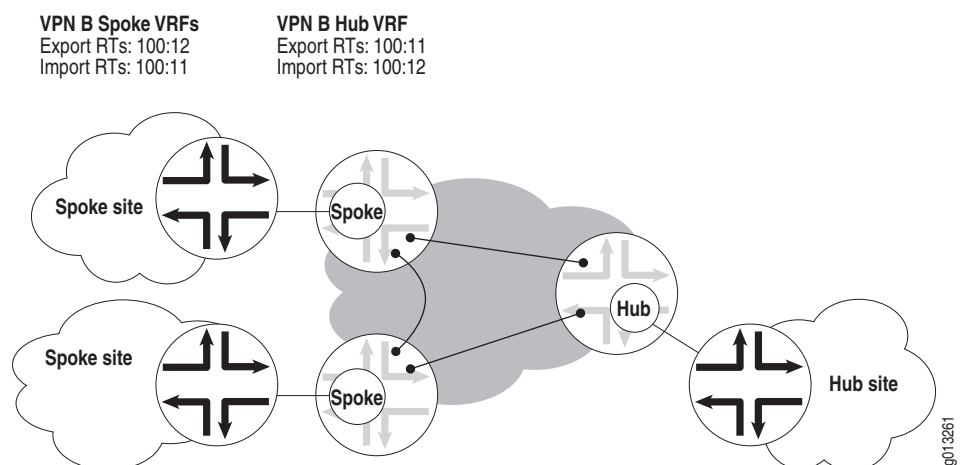 VPN B Spoke VRFs
Export RTs: 100:12
Import RTs: 100:11
VPN B Hub VRF
Export RTs: 100:11
Import RTs: 100:12
Spoke site
Spoke
Hub
Spoke site
Spoke
Hub site
g013261